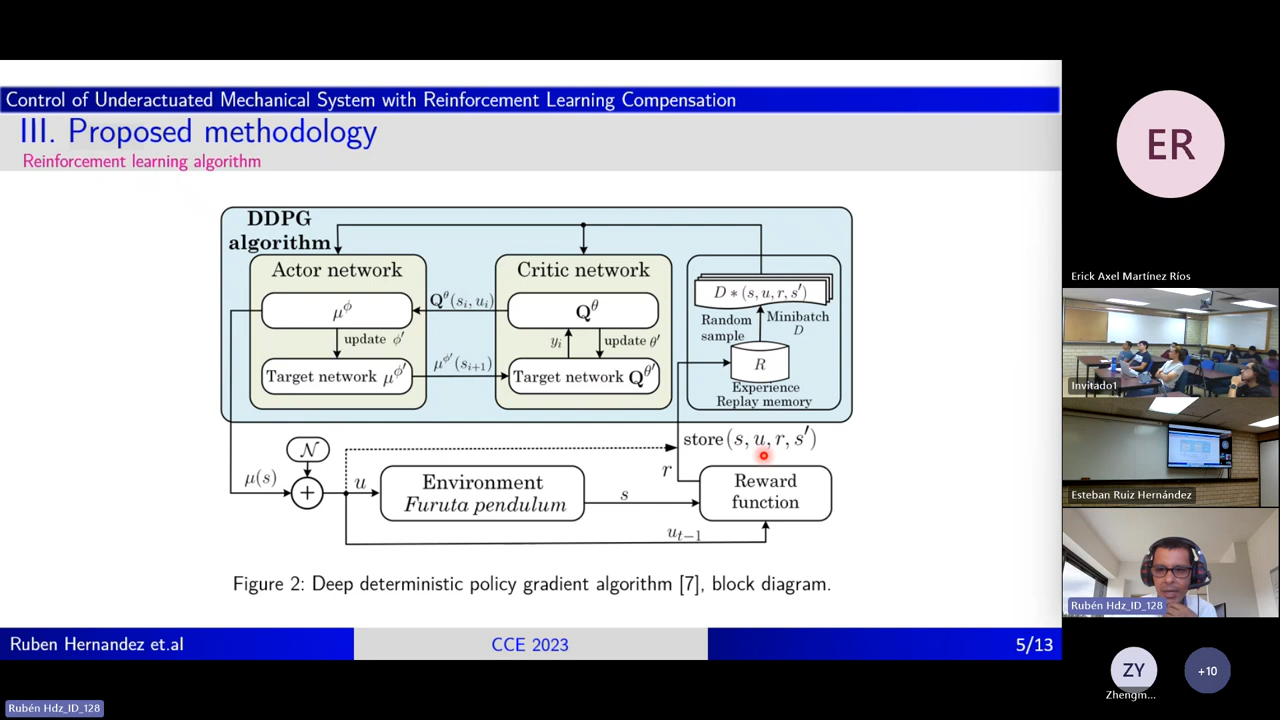 Control of Underactuated Mechanical System with Reinforcement Learning Compensation
III. Proposed methodology
Reinforcement learning algorithm
DDPG
algorithm
Actor network
μ^ϕ
update ϕ′
Target network μ^ϕ′
Q^θ(s_i, u_i)
μ^ϕ′(s_{i+1})
Critic network
Q^θ
y_i
update θ′
Target network Q^θ′
D ∗ (s, u, r, s′)
Random
sample
Minibatch
D
R
Experience
Replay memory
store(s, u, r, s′)
N
μ(s)
+
u
Environment
Furuta pendulum
s
r
Reward
function
u_{t−1}
Figure 2: Deep deterministic policy gradient algorithm [7], block diagram.
Ruben Hernandez et.al
CCE 2023
5/13
ER
Erick Axel Martínez Ríos
Invitado1
Esteban Ruiz Hernández
Rubén Hdz_ID_128
ZY
Zhengm...
+10
Rubén Hdz_ID_128